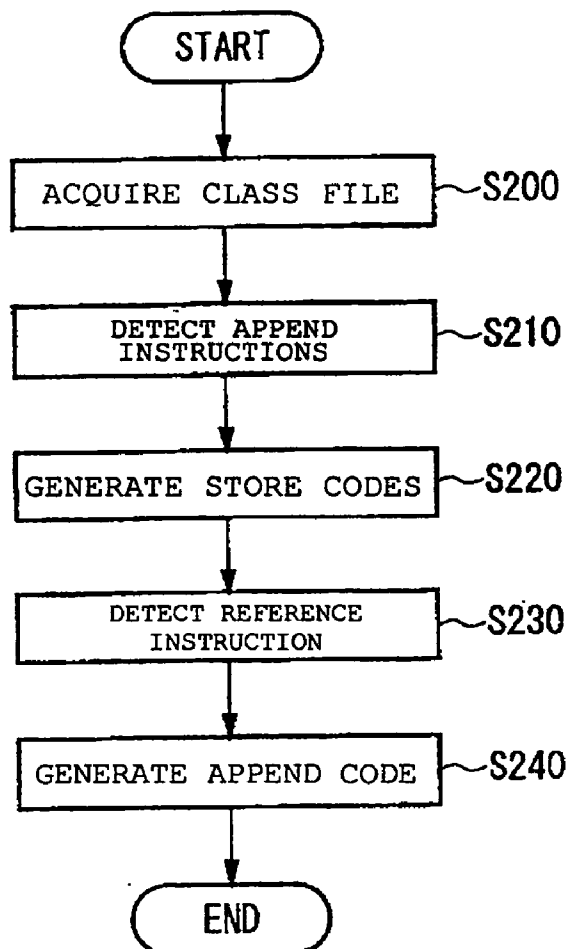 START
ACQUIRE CLASS FILE
S200
DETECT APPEND
INSTRUCTIONS
S210
GENERATE STORE CODES
S220
DETECT REFERENCE
INSTRUCTION
S230
GENERATE APPEND CODE
S240
END